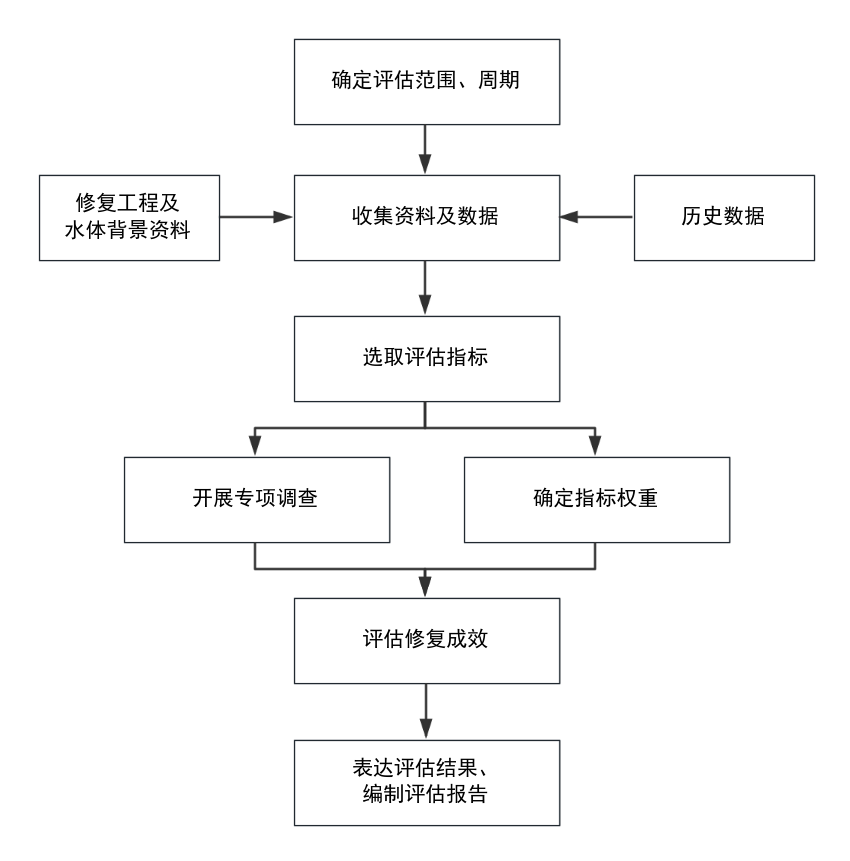 确定评估范围、周期
修复工程及
水体背景资料
收集资料及数据
历史数据
选取评估指标
开展专项调查
确定指标权重
评估修复成效
表达评估结果、
编制评估报告